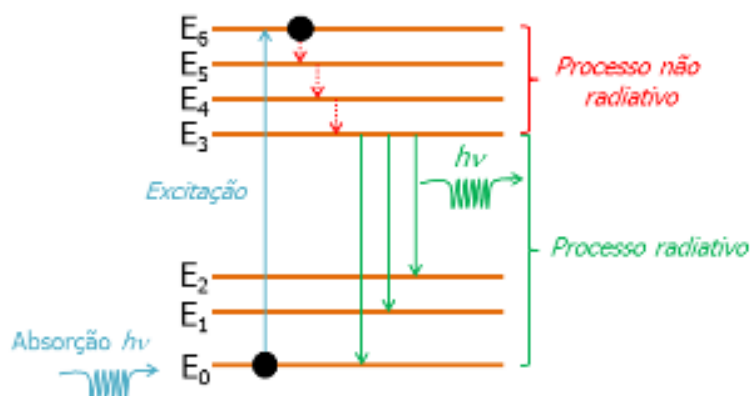 E6
E5
E4
E3
Processo não
radiativo
hν
Excitação
Processo radiativo
E2
E1
Absorção hν
E0